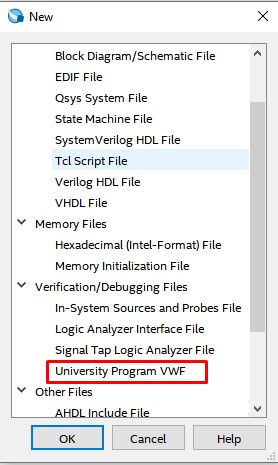 New
Block Diagram/Schematic File
EDIF File
Qsys System File
State Machine File
SystemVerilog HDL File
Tcl Script File
Verilog HDL File
VHDL File
Memory Files
Hexadecimal (Intel-Format) File
Memory Initialization File
Verification/Debugging Files
In-System Sources and Probes File
Logic Analyzer Interface File
Signal Tap Logic Analyzer File
University Program VWF
Other Files
AHDL Include File
OK Cancel Help